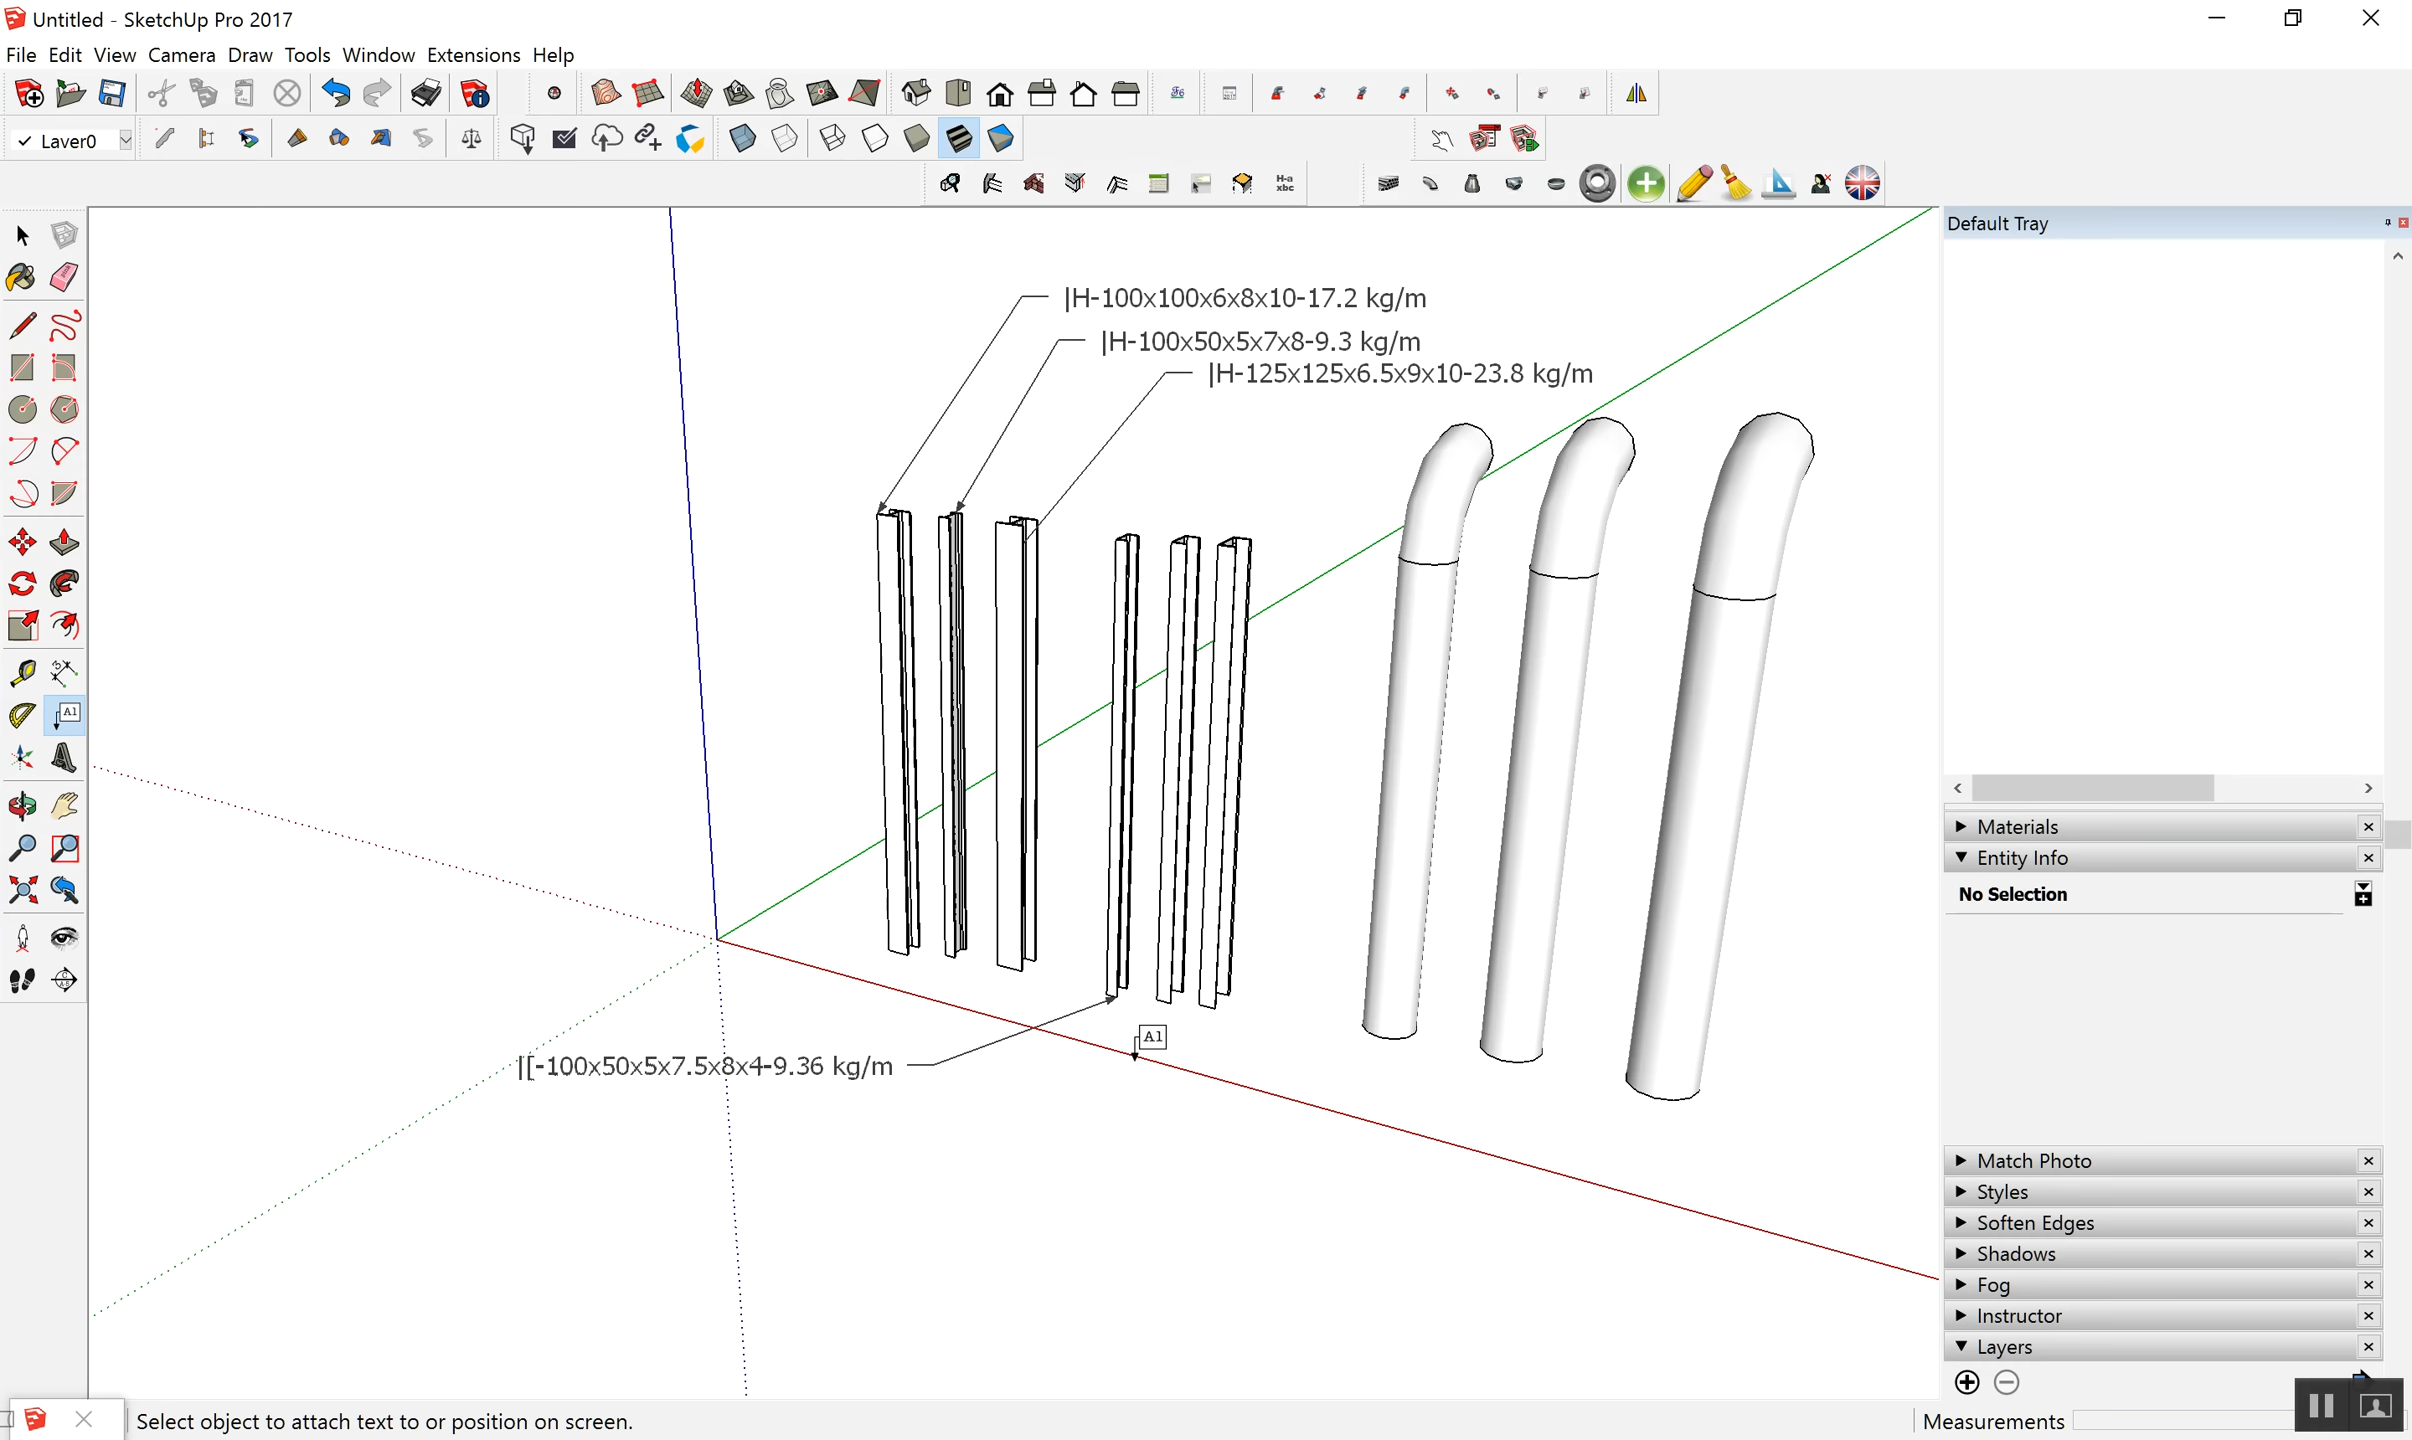 Untitled - SketchUp Pro 2017
File Edit View Camera Draw Tools Window Extensions Help
Layer0
H-a
xbc
Default Tray
|H-100x100x6x8x10-17.2 kg/m
|H-100x50x5x7x8-9.3 kg/m
|H-125x125x6.5x9x10-23.8 kg/m
A1
Materials
Entity Info
No Selection
A1
|[-100x50x5x7.5x8x4-9.36 kg/m
Match Photo
Styles
Soften Edges
Shadows
Fog
Instructor
Layers
Select object to attach text to or position on screen.
Measurements